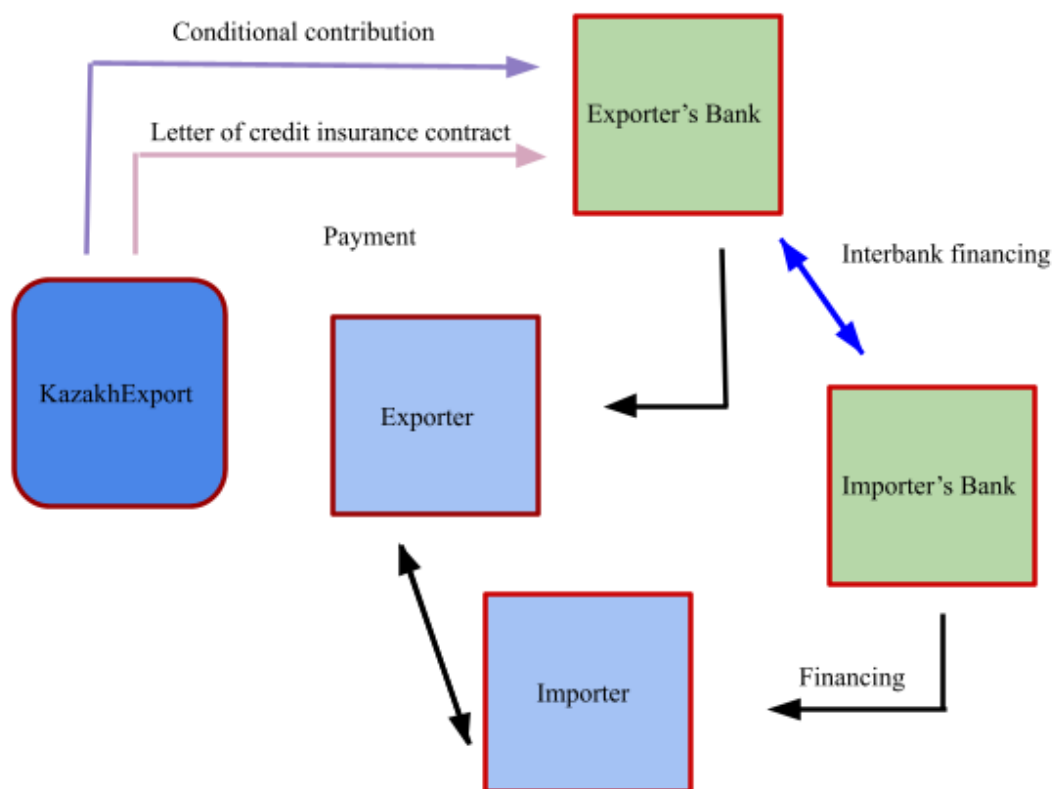 Conditional contribution
Exporter’s Bank
Letter of credit insurance contract
Payment
Interbank financing
KazakhExport
Exporter
Importer’s Bank
Importer
Financing